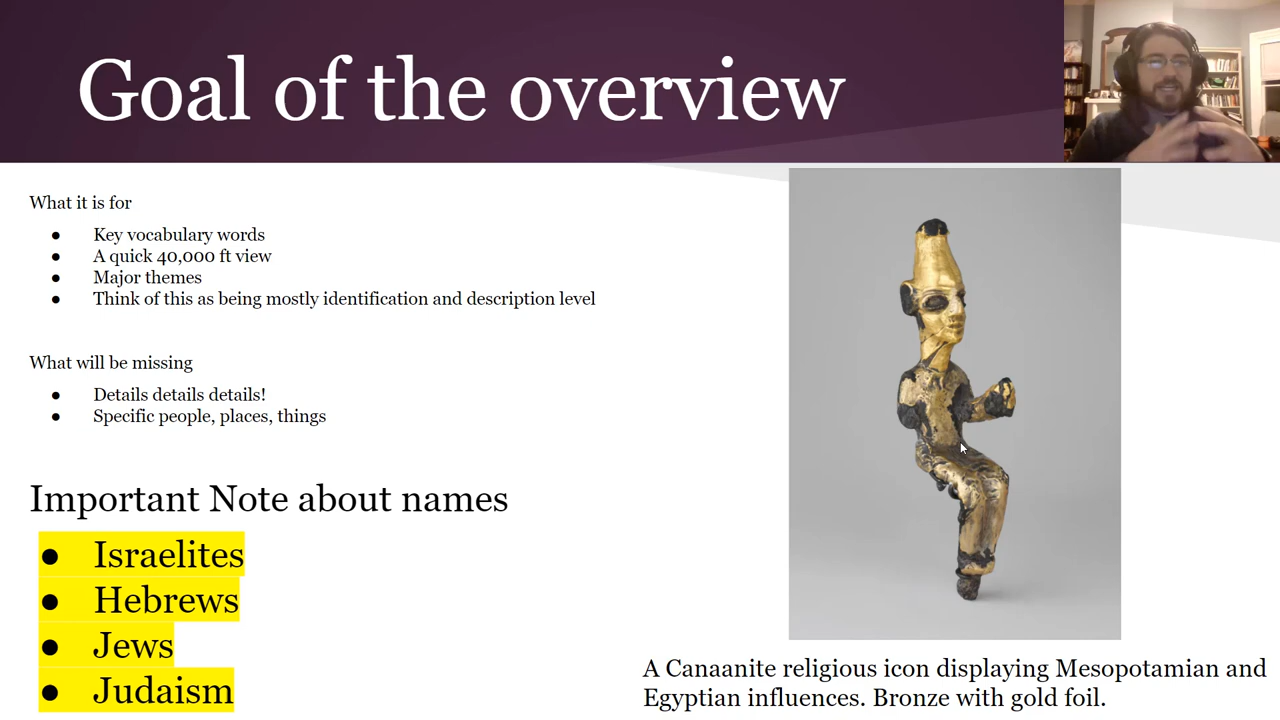 Goal of the overview
What it is for
● Key vocabulary words
● A quick 40,000 ft view
● Major themes
● Think of this as being mostly identification and description level
What will be missing
● Details details details!
● Specific people, places, things
Important Note about names
● Israelites
● Hebrews
● Jews
● Judaism
A Canaanite religious icon displaying Mesopotamian and
Egyptian influences. Bronze with gold foil.